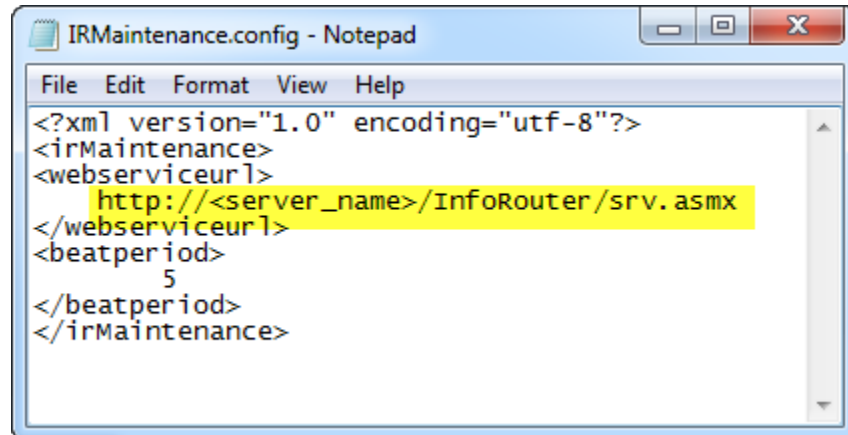 IRMaintenance.config - Notepad
File Edit Format View Help
<?xml version="1.0" encoding="utf-8"?>
<irMaintenance>
<webserviceurl>
http://<server_name>/InfoRouter/srv.asmx
</webserviceurl>
<beatperiod>
5
</beatperiod>
</irMaintenance>